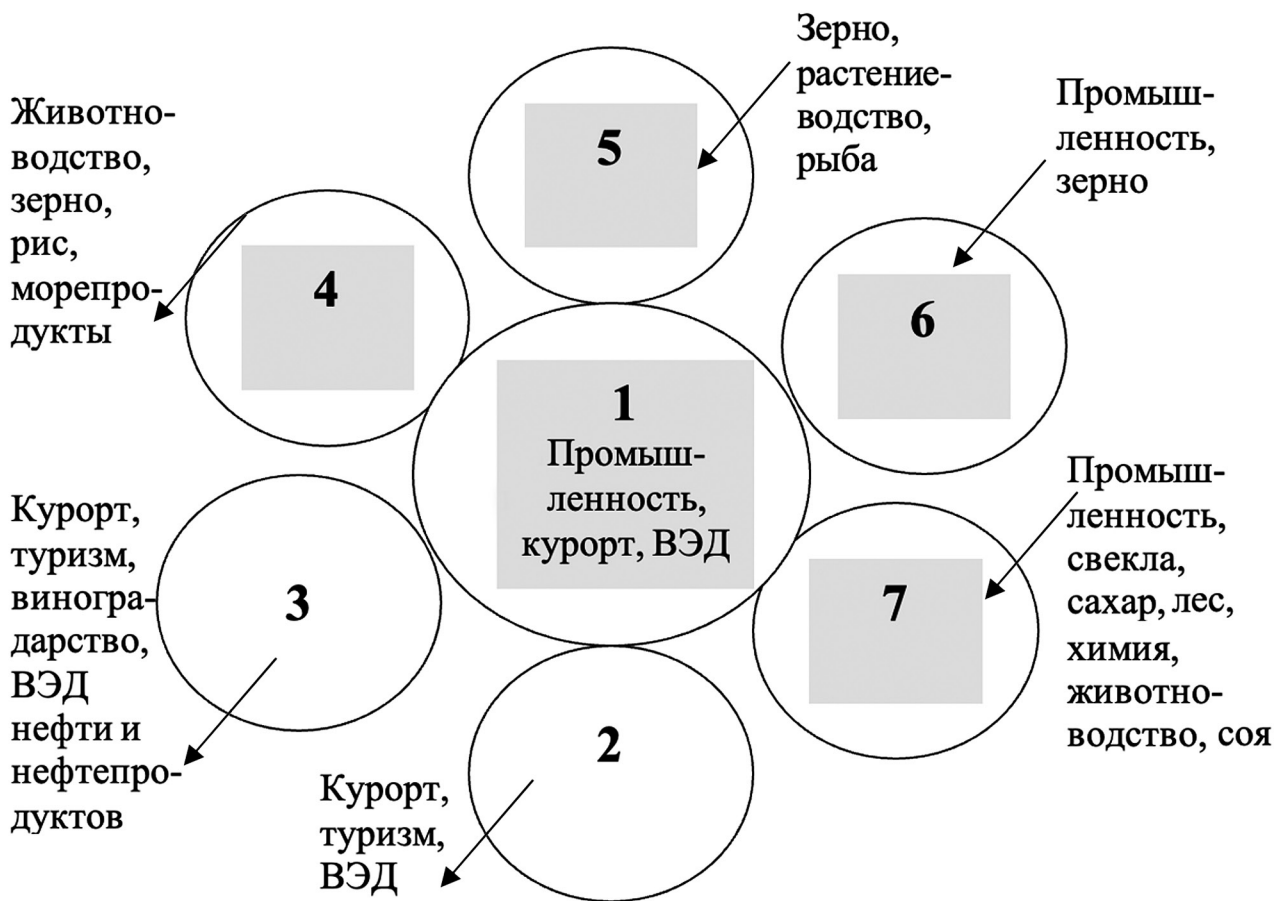 Зерно,
растение-
водство,
рыба
5
Промыш-
ленность,
зерно
6
Животно-
водство,
зерно,
рис,
морепро-
дукты
4
1
Промыш-
ленность,
курорт, ВЭД
Промыш-
ленность,
свекла,
сахар, лес,
химия,
животно-
водство, соя
7
Курорт,
туризм,
виногра-
дарство,
ВЭД
нефти и
нефтепро-
дуктов
3
2
Курорт,
туризм,
ВЭД